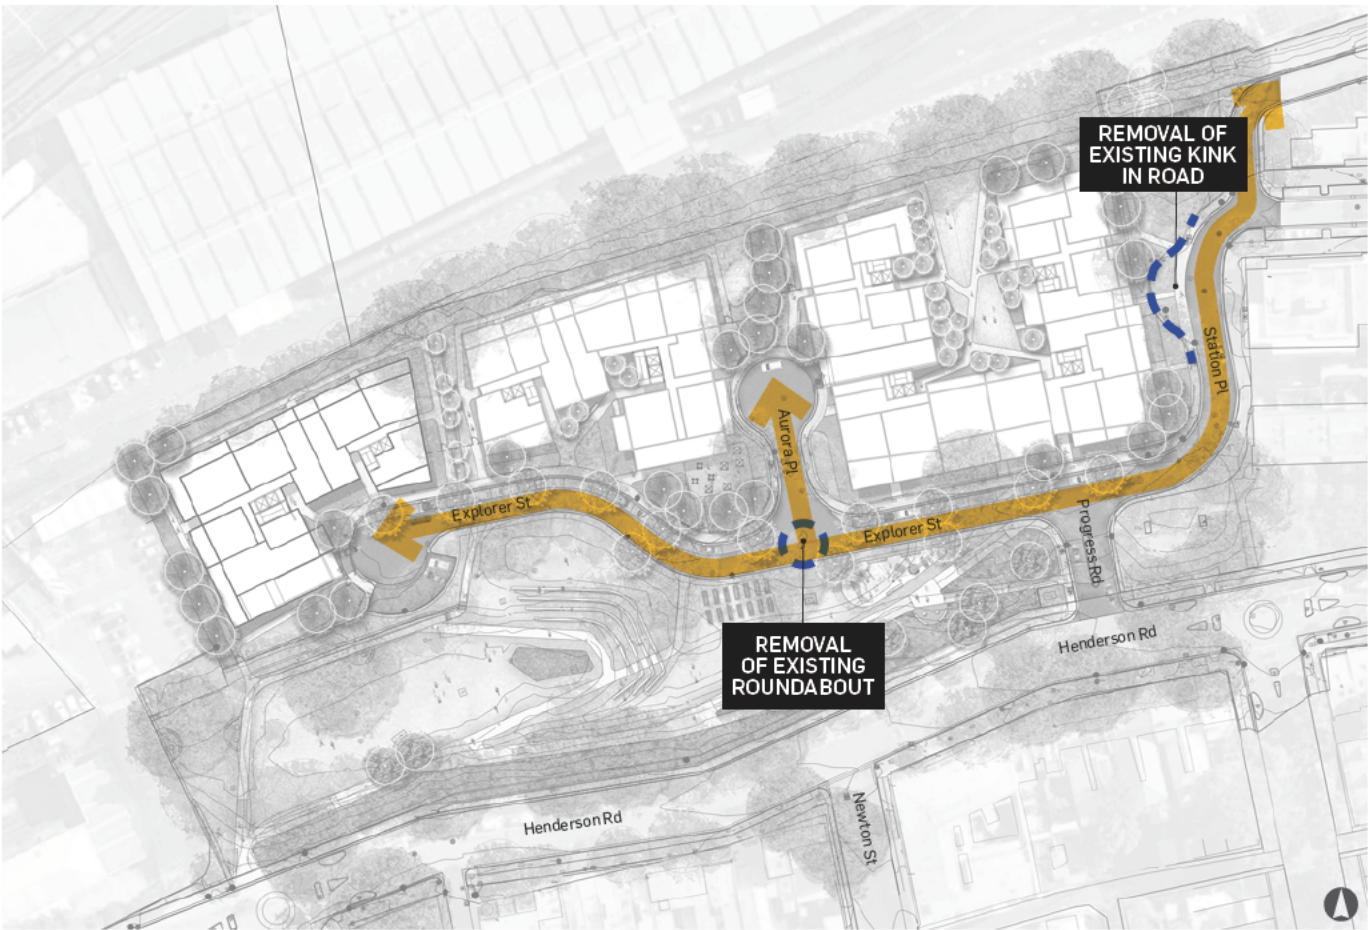 REMOVAL OF
EXISTING KINK
IN ROAD
Station Pl
Aurora Pl
Explorer St
Explorer St
Progress Rd
Henderson Rd
REMOVAL
OF EXISTING
ROUNDABOUT
Henderson Rd
Newton St